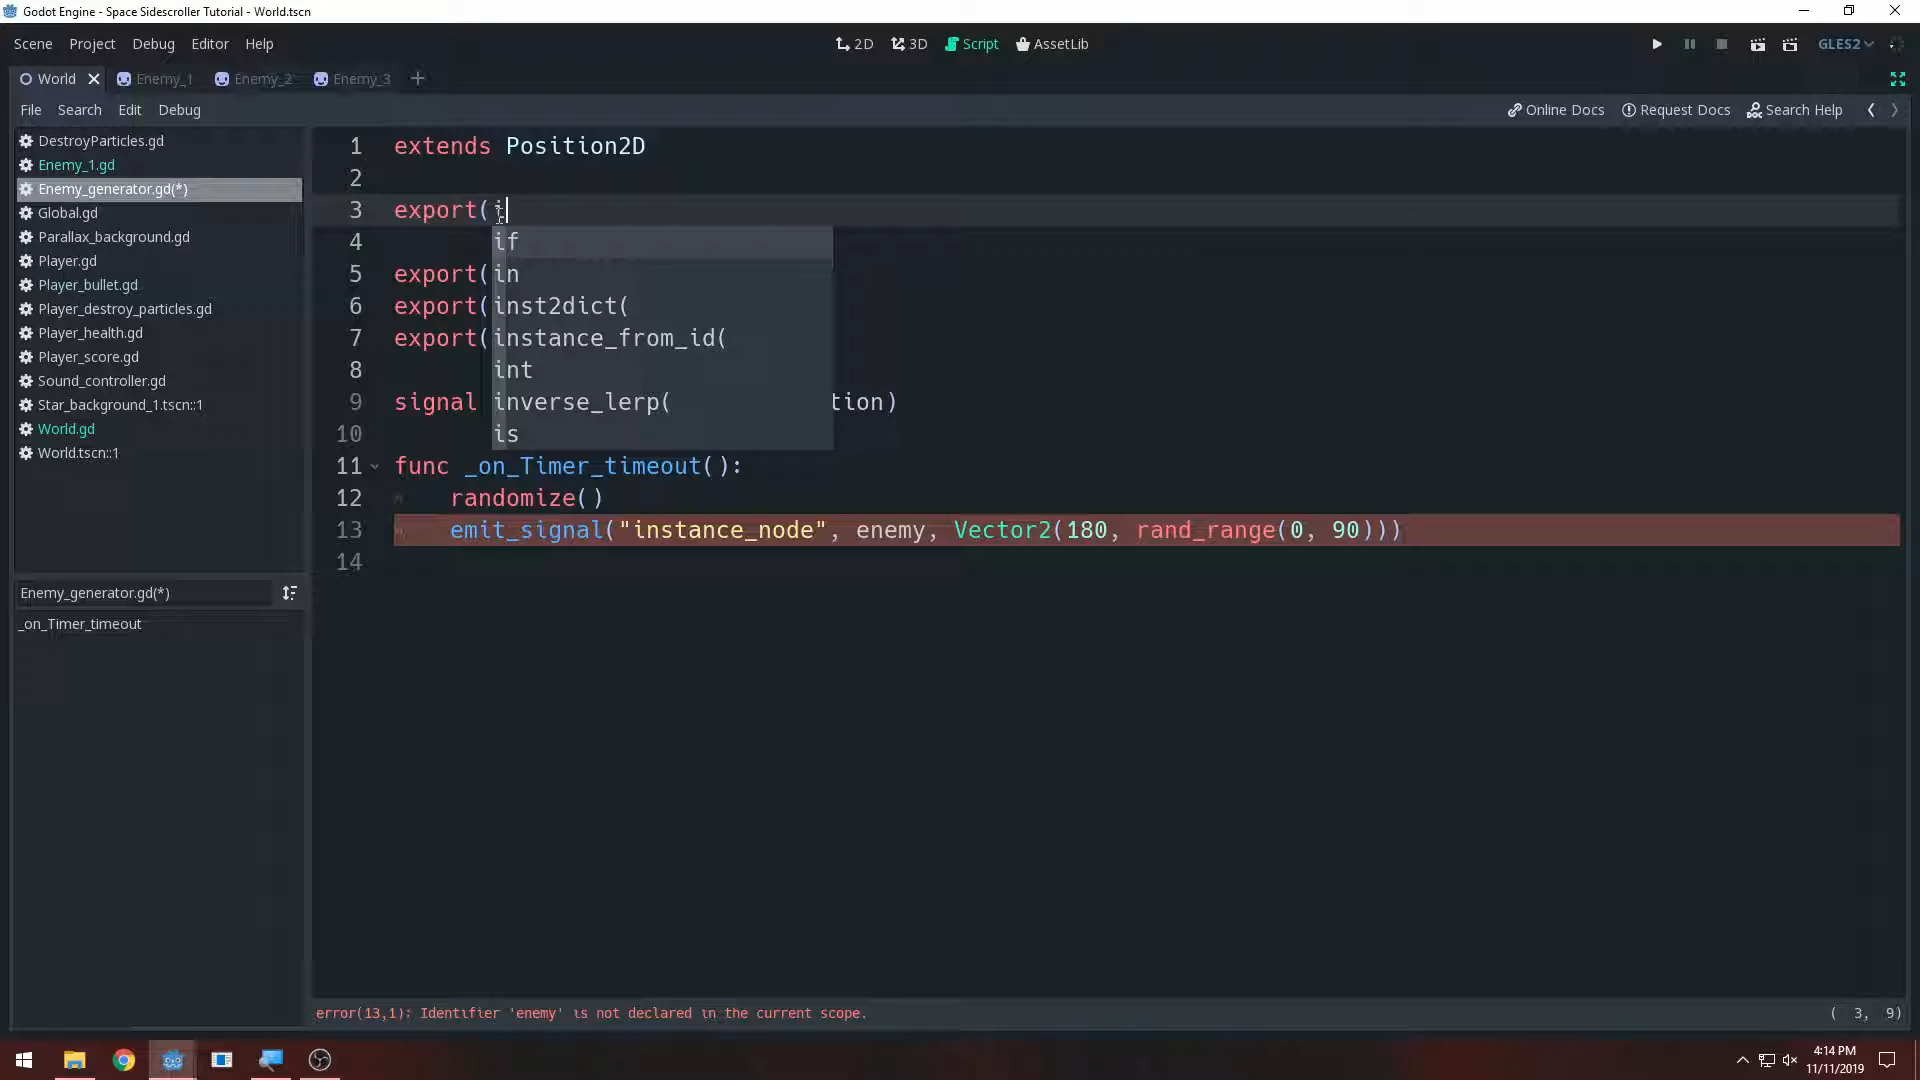 Godot Engine - Space Sidescroller Tutorial - World.tscn
Scene Project Debug Editor Help
2D 3D Script AssetLib
GLES2
World Enemy_1 Enemy_2 Enemy_3
File Search Edit Debug
Online Docs Request Docs Search Help
DestroyParticles.gd
Enemy_1.gd
Enemy_generator.gd(*)
Global.gd
Parallax_background.gd
Player.gd
Player_bullet.gd
Player_destroy_particles.gd
Player_health.gd
Player_score.gd
Sound_controller.gd
Star_background_1.tscn::1
World.gd
World.tscn::1
Enemy_generator.gd(*)
_on_Timer_timeout
1 extends Position2D
2
3 export(i
4
5 export(
6 export(
7 export(
8
9 signal tion)
10
11 func _on_Timer_timeout():
12 randomize()
13 emit_signal("instance_node", enemy, Vector2(180, rand_range(0, 90)))
14
if
in
inst2dict(
instance_from_id(
int
inverse_lerp(
is
error(13,1): Identifier 'enemy' is not declared in the current scope.
( 3, 9)
4:14 PM
11/11/2019